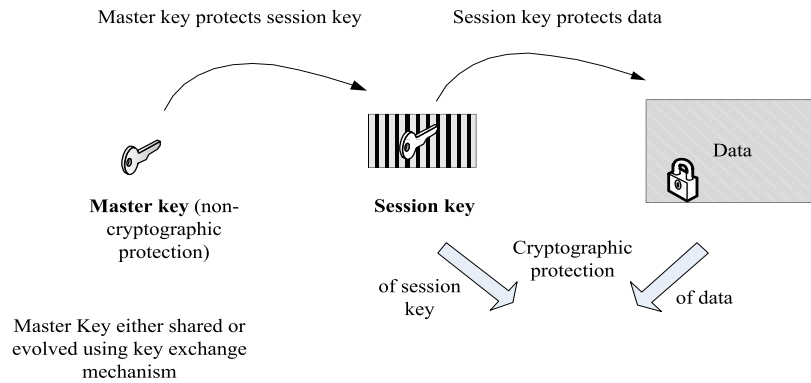 Master key protects session key
Session key protects data
Data
Master key (non-
cryptographic
protection)
Session key
Cryptographic
protection
of session
key
of data
Master Key either shared or
evolved using key exchange
mechanism